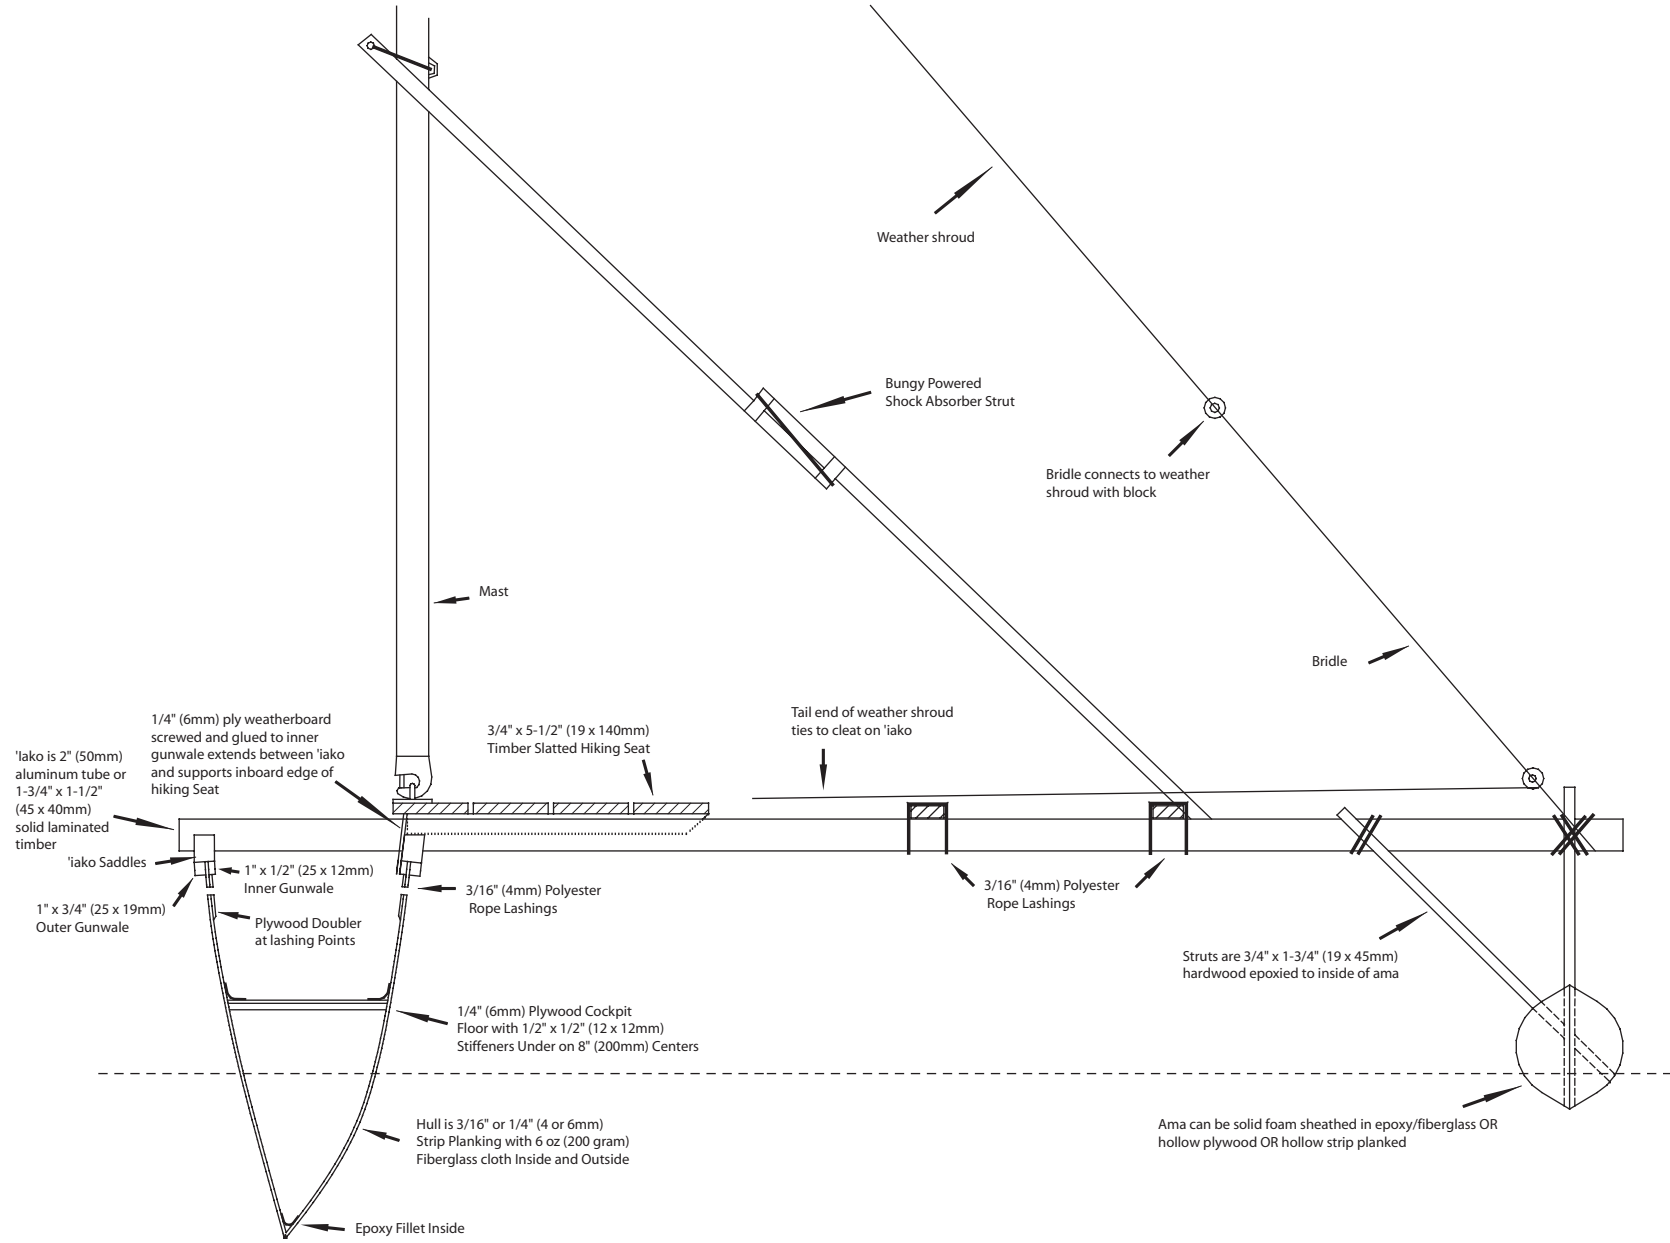 Weather shroud
Bungy Powered
Shock Absorber Strut
Bridle connects to weather
shroud with block
Mast
Bridle
1/4" (6mm) ply weatherboard
screwed and glued to inner
gunwale extends between 'iako
and supports inboard edge of
hiking Seat
3/4" x 5-1/2" (19 x 140mm)
Timber Slatted Hiking Seat
Tail end of weather shroud
ties to cleat on 'iako
'Iako is 2" (50mm)
aluminum tube or
1-3/4" x 1-1/2"
(45 x 40mm)
solid laminated
timber
'iako Saddles
1" x 1/2" (25 x 12mm)
Inner Gunwale
3/16" (4mm) Polyester
Rope Lashings
3/16" (4mm) Polyester
Rope Lashings
1" x 3/4" (25 x 19mm)
Outer Gunwale
Plywood Doubler
at lashing Points
Struts are 3/4" x 1-3/4" (19 x 45mm)
hardwood epoxied to inside of ama
1/4" (6mm) Plywood Cockpit
Floor with 1/2" x 1/2" (12 x 12mm)
Stiffeners Under on 8" (200mm) Centers
Hull is 3/16" or 1/4" (4 or 6mm)
Strip Planking with 6 oz (200 gram)
Fiberglass cloth Inside and Outside
Ama can be solid foam sheathed in epoxy/fiberglass OR
hollow plywood OR hollow strip planked
Epoxy Fillet Inside